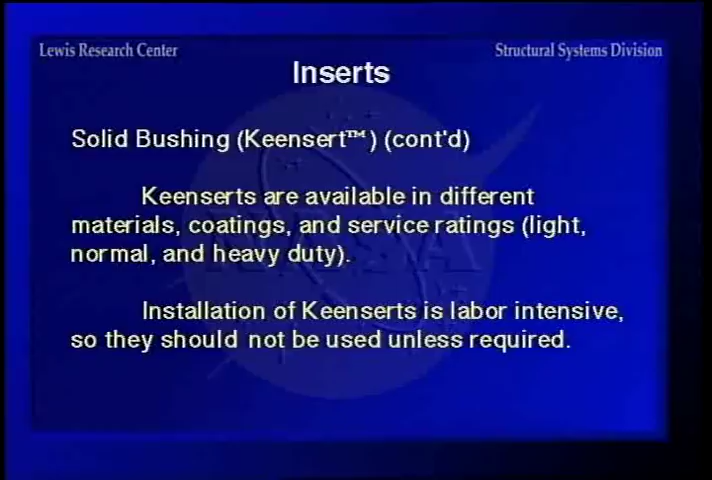 Lewis Research Center
Structural Systems Division
Inserts
Solid Bushing (Keensert™) (cont'd)
Keenserts are available in different
materials, coatings, and service ratings (light,
normal, and heavy duty).
Installation of Keenserts is labor intensive,
so they should not be used unless required.
NASA